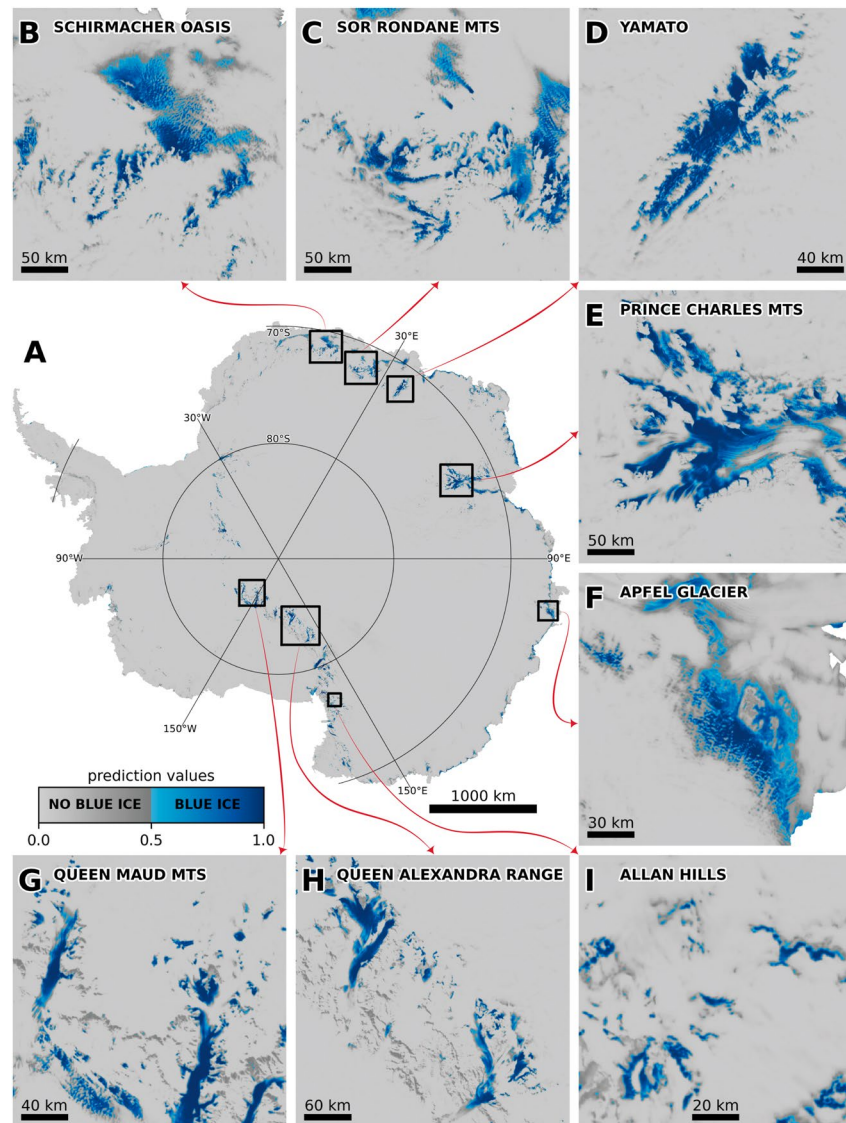 B SCHIRMACHER OASIS
50 km
C SOR RONDANE MTS
50 km
D YAMATO
40 km
A
70°S
30°E
30°W
80°S
90°W
90°E
150°W
150°E
1000 km
prediction values
NO BLUE ICE BLUE ICE
0.0 0.5 1.0
E PRINCE CHARLES MTS
50 km
F APFEL GLACIER
30 km
G QUEEN MAUD MTS
40 km
H QUEEN ALEXANDRA RANGE
60 km
I ALLAN HILLS
20 km